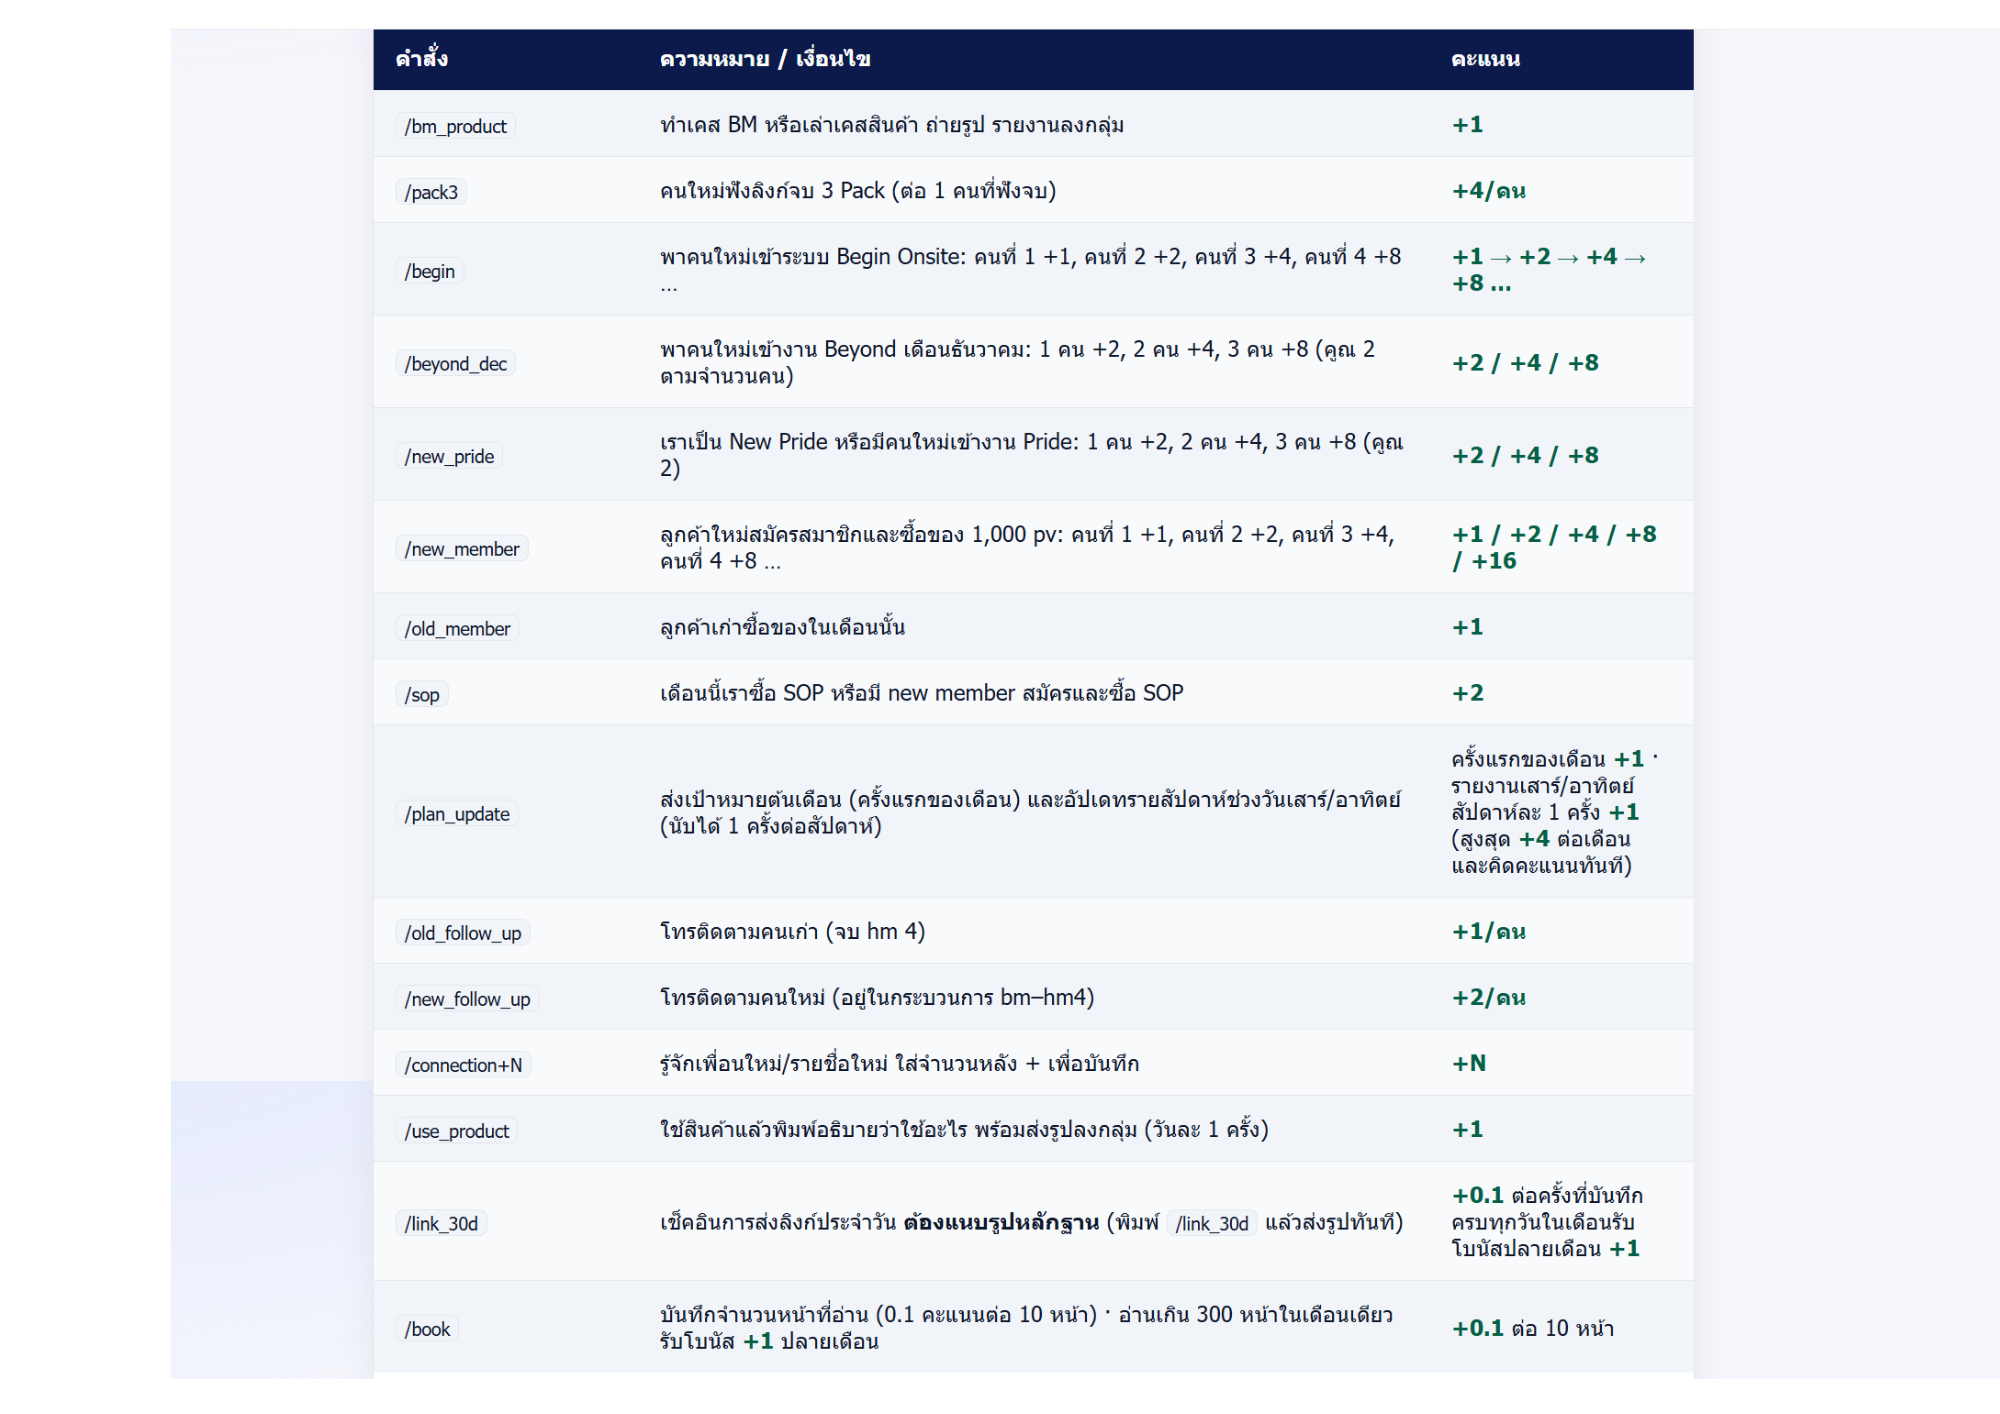 คำสั่ง ความหมาย / เงื่อนไข คะแนน
/bm_product ทำเคส BM หรือเล่าเคสสินค้า ถ่ายรูป รายงานลงกลุ่ม +1
/pack3 คนใหม่ฟังลิงก์จบ 3 Pack (ต่อ 1 คนที่ฟังจบ) +4/คน
/begin พาคนใหม่เข้าระบบ Begin Onsite: คนที่ 1 +1, คนที่ 2 +2, คนที่ 3 +4, คนที่ 4 +8
...
+1 → +2 → +4 →
+8 ...
/beyond_dec พาคนใหม่เข้างาน Beyond เดือนธันวาคม: 1 คน +2, 2 คน +4, 3 คน +8 (คูณ 2
ตามจำนวนคน)
+2 / +4 / +8
/new_pride เราเป็น New Pride หรือมีคนใหม่เข้างาน Pride: 1 คน +2, 2 คน +4, 3 คน +8 (คูณ
2)
+2 / +4 / +8
/new_member ลูกค้าใหม่สมัครสมาชิกและซื้อของ 1,000 pv: คนที่ 1 +1, คนที่ 2 +2, คนที่ 3 +4,
คนที่ 4 +8 ...
+1 / +2 / +4 / +8
/ +16
/old_member ลูกค้าเก่าซื้อของในเดือนนั้น +1
/sop เดือนนี้เราซื้อ SOP หรือมี new member สมัครและซื้อ SOP +2
/plan_update ส่งเป้าหมายต้นเดือน (ครั้งแรกของเดือน) และอัปเดทรายสัปดาห์ช่วงวันเสาร์/อาทิตย์
(นับได้ 1 ครั้งต่อสัปดาห์)
ครั้งแรกของเดือน +1 ·
รายงานเสาร์/อาทิตย์
สัปดาห์ละ 1 ครั้ง +1
(สูงสุด +4 ต่อเดือน
และคิดคะแนนทันที)
/old_follow_up โทรติดตามคนเก่า (จบ hm 4) +1/คน
/new_follow_up โทรติดตามคนใหม่ (อยู่ในกระบวนการ bm–hm4) +2/คน
/connection+N รู้จักเพื่อนใหม่/รายชื่อใหม่ ใส่จำนวนหลัง + เพื่อบันทึก +N
/use_product ใช้สินค้าแล้วพิมพ์อธิบายว่าใช้อะไร พร้อมส่งรูปลงกลุ่ม (วันละ 1 ครั้ง) +1
/link_30d เช็คอินการส่งลิงก์ประจำวัน ต้องแนบรูปหลักฐาน (พิมพ์ /link_30d แล้วส่งรูปทันที)
+0.1 ต่อครั้งที่บันทึก
ครบทุกวันในเดือนรับ
โบนัสปลายเดือน +1
/book บันทึกจำนวนหน้าที่อ่าน (0.1 คะแนนต่อ 10 หน้า) · อ่านเกิน 300 หน้าในเดือนเดียว
รับโบนัส +1 ปลายเดือน
+0.1 ต่อ 10 หน้า